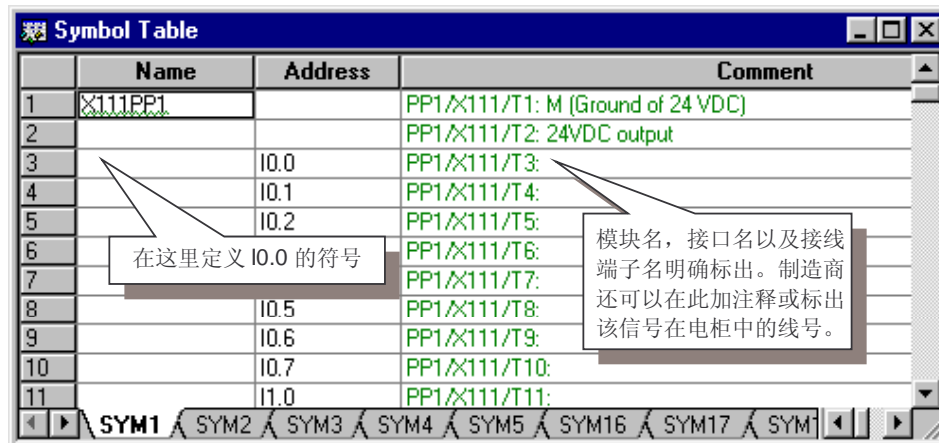 Symbol Table
Name Address Comment
1 X111PP1 PP1/X111/T1: M (Ground of 24 VDC)
2 PP1/X111/T2: 24VDC output
3 I0.0 PP1/X111/T3:
4 I0.1 PP1/X111/T4:
5 I0.2 PP1/X111/T5:
6 PP1/X111/T6:
7 PP1/X111/T7:
8 I0.5 PP1/X111/T8:
9 I0.6 PP1/X111/T9:
10 I0.7 PP1/X111/T10:
11 I1.0 PP1/X111/T11:
在这里定义 I0.0 的符号
模块名，接口名以及接线
端子名明确标出。制造商
还可以在此加注释或标出
该信号在电柜中的线号。
SYM1 SYM2 SYM3 SYM4 SYM5 SYM16 SYM17 SYM1